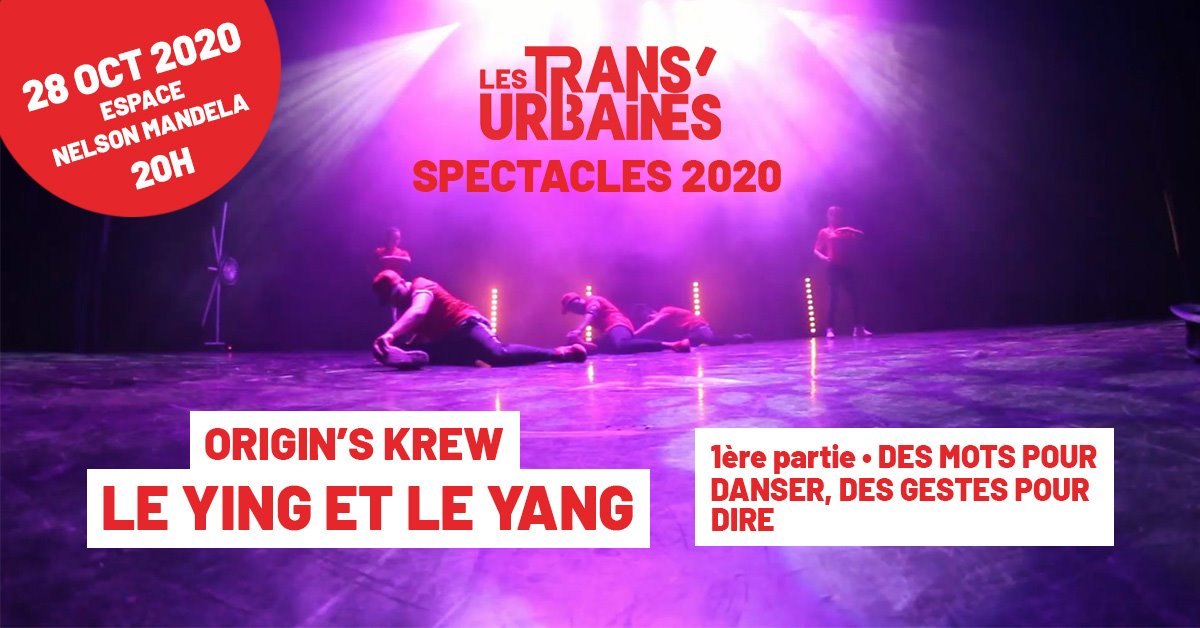 28 OCT 2020
ESPACE
NELSON MANDELA
20H
LES TRANS'
URBAINES
SPECTACLES 2020
ORIGIN'S KREW
LE YING ET LE YANG
1ère partie • DES MOTS POUR
DANSER, DES GESTES POUR
DIRE